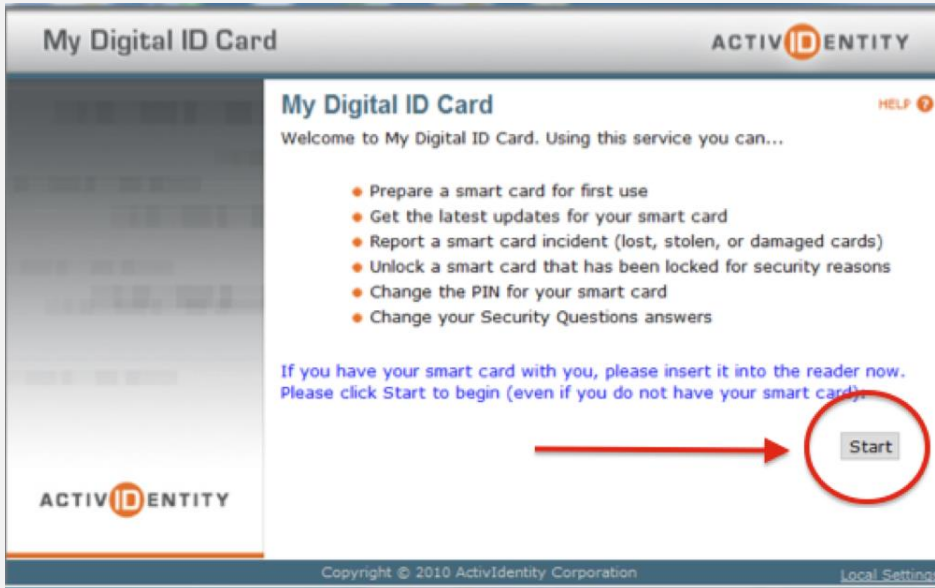 My Digital ID Card
ACTIVIDENTITY
My Digital ID Card
HELP ?
Welcome to My Digital ID Card. Using this service you can...
Prepare a smart card for first use
Get the latest updates for your smart card
Report a smart card incident (lost, stolen, or damaged cards)
Unlock a smart card that has been locked for security reasons
Change the PIN for your smart card
Change your Security Questions answers
If you have your smart card with you, please insert it into the reader now.
Please click Start to begin (even if you do not have your smart card).
Start
ACTIVIDENTITY
Copyright © 2010 ActivIdentity Corporation
Local Settings